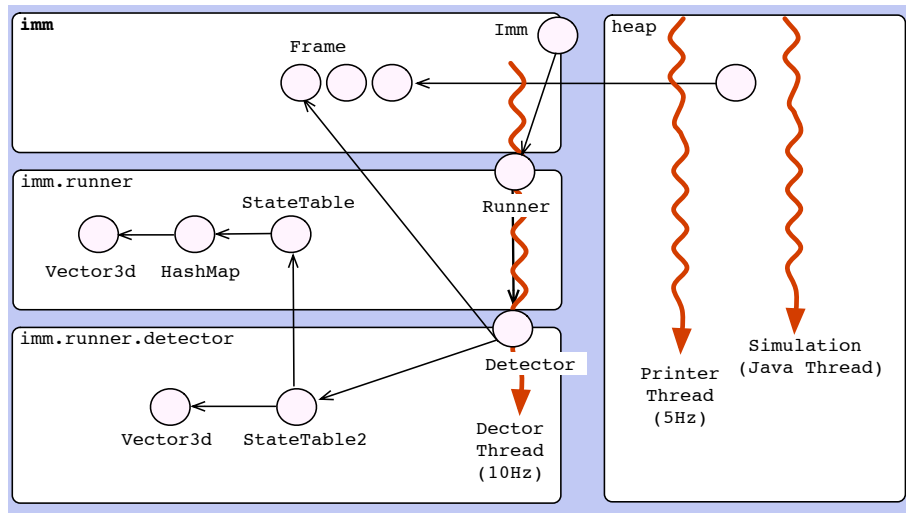 imm
Imm
heap
Frame
imm.runner
StateTable
Runner
Vector3d
HashMap
imm.runner.detector
Detector
Simulation
(Java Thread)
Printer
Thread
(5Hz)
Vector3d
StateTable2
Dector
Thread
(10Hz)